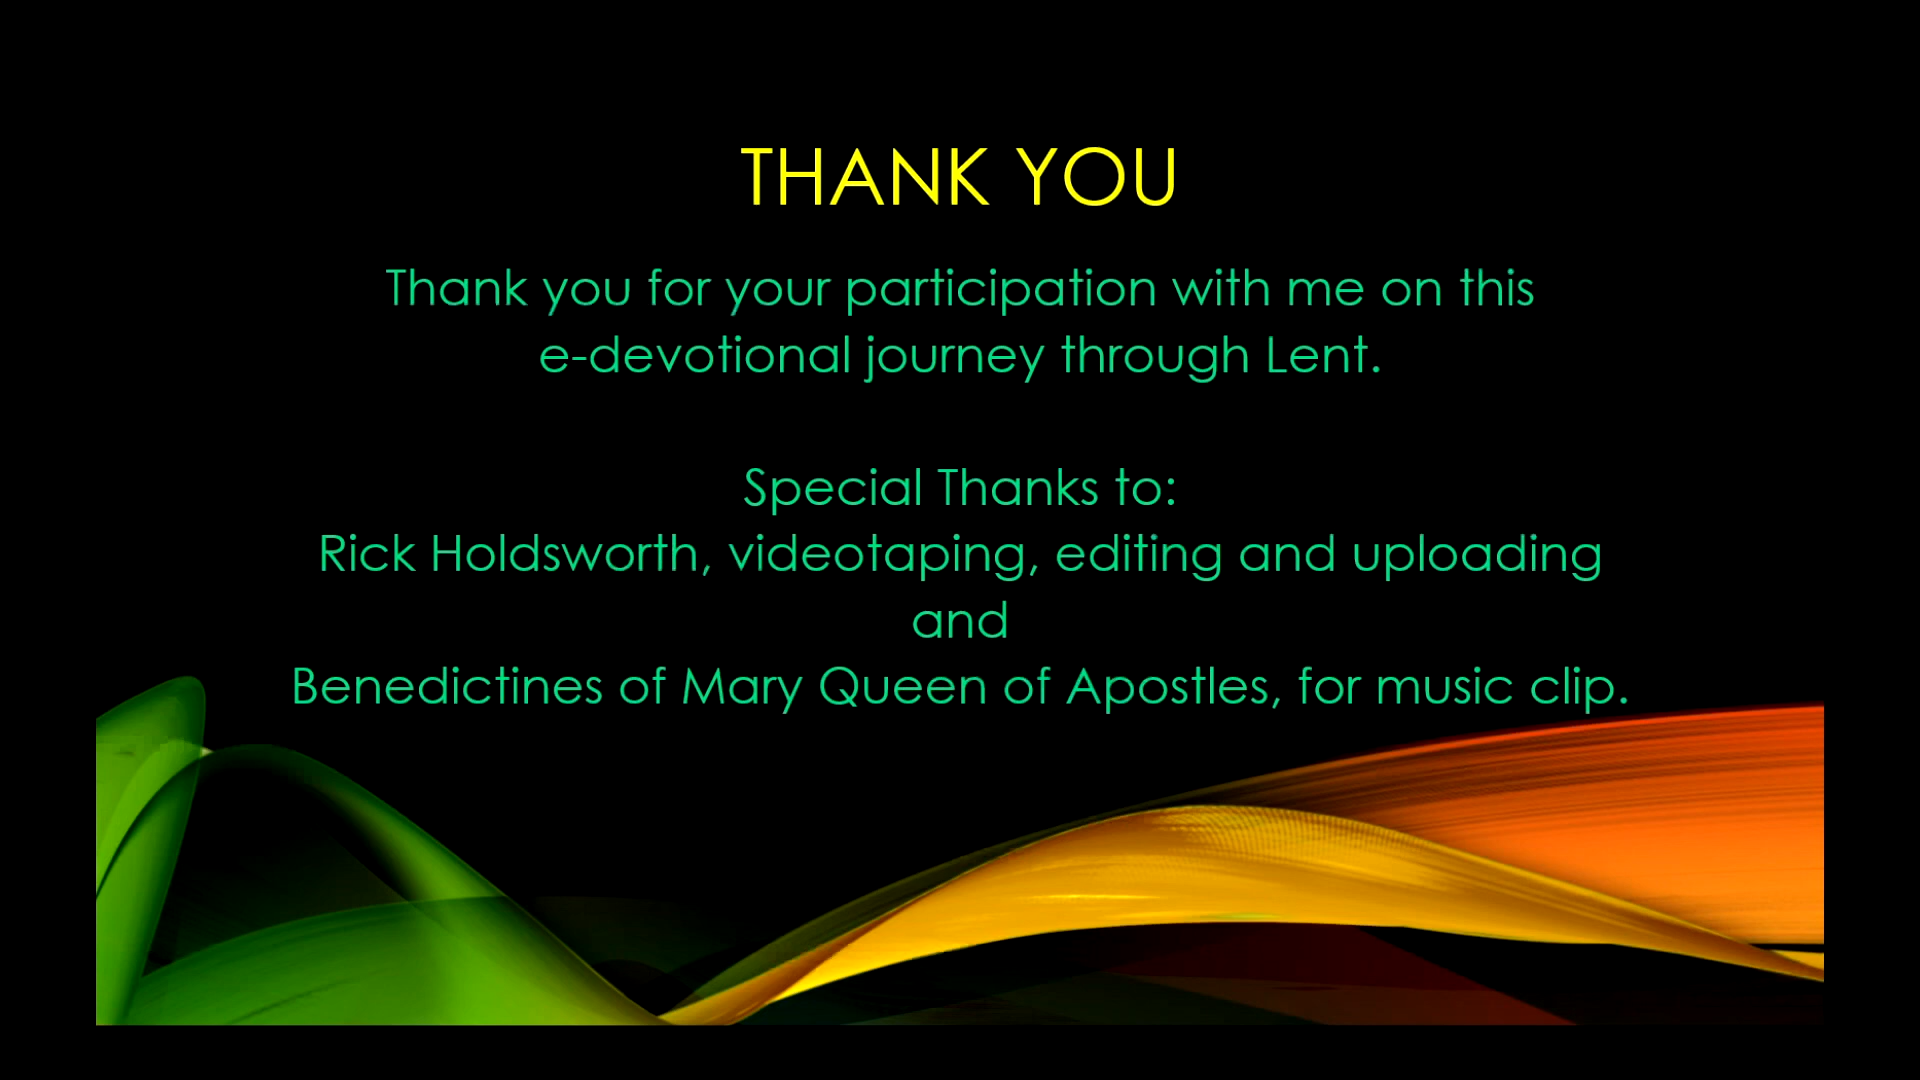 THANK YOU
Thank you for your participation with me on this
e-devotional journey through Lent.
Special Thanks to:
Rick Holdsworth, videotaping, editing and uploading
and
Benedictines of Mary Queen of Apostles, for music clip.